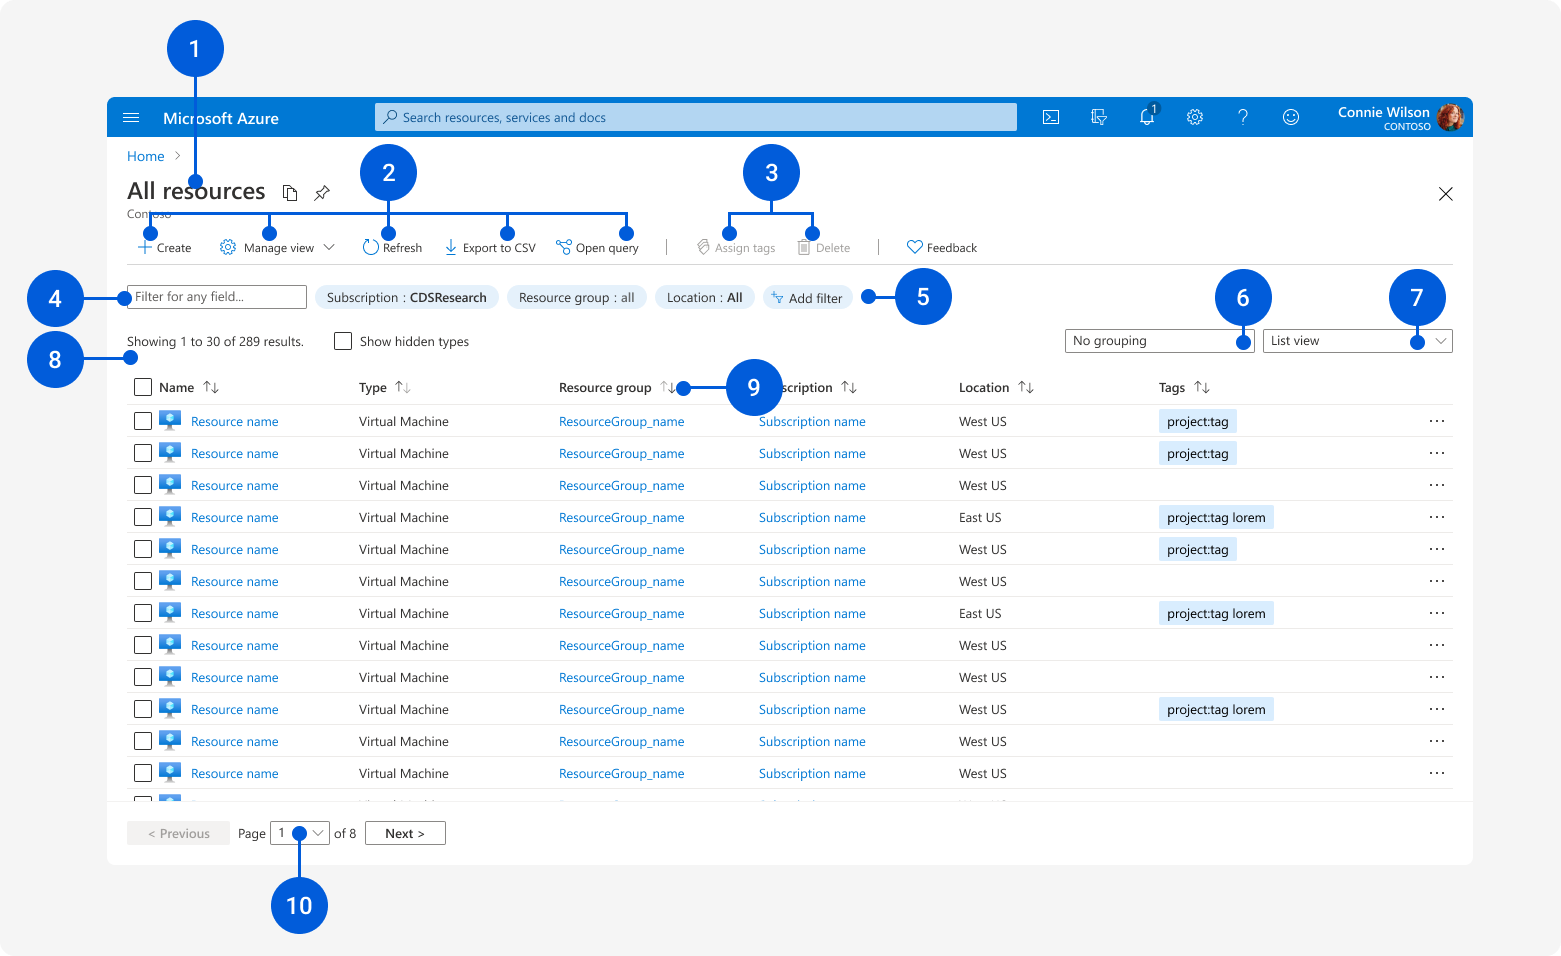 1
Microsoft Azure
Search resources, services and docs
1
Connie Wilson
CONTOSO
Home
2
3
All resources
Contoso
Create Manage view Refresh Export to CSV Open query Assign tags Delete Feedback
4
Filter for any field...
Subscription : CDSResearch
Resource group : all
Location : All
Add filter
5
6
7
8
Showing 1 to 30 of 289 results.
Show hidden types
No grouping
List view
Name Type Resource group 9 scription Location Tags
Resource name Virtual Machine ResourceGroup_name Subscription name West US project:tag ...
Resource name Virtual Machine ResourceGroup_name Subscription name West US project:tag ...
Resource name Virtual Machine ResourceGroup_name Subscription name West US ...
Resource name Virtual Machine ResourceGroup_name Subscription name East US project:tag lorem ...
Resource name Virtual Machine ResourceGroup_name Subscription name West US project:tag ...
Resource name Virtual Machine ResourceGroup_name Subscription name West US ...
Resource name Virtual Machine ResourceGroup_name Subscription name East US project:tag lorem ...
Resource name Virtual Machine ResourceGroup_name Subscription name West US ...
Resource name Virtual Machine ResourceGroup_name Subscription name West US ...
Resource name Virtual Machine ResourceGroup_name Subscription name West US project:tag lorem ...
Resource name Virtual Machine ResourceGroup_name Subscription name West US ...
Resource name Virtual Machine ResourceGroup_name Subscription name West US ...
< Previous Page 1 of 8 Next >
10